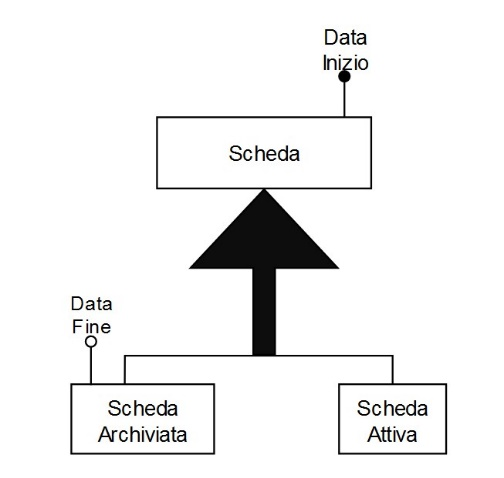 Data
Inizio
Scheda
Data
Fine
Scheda
Archiviata
Scheda
Attiva